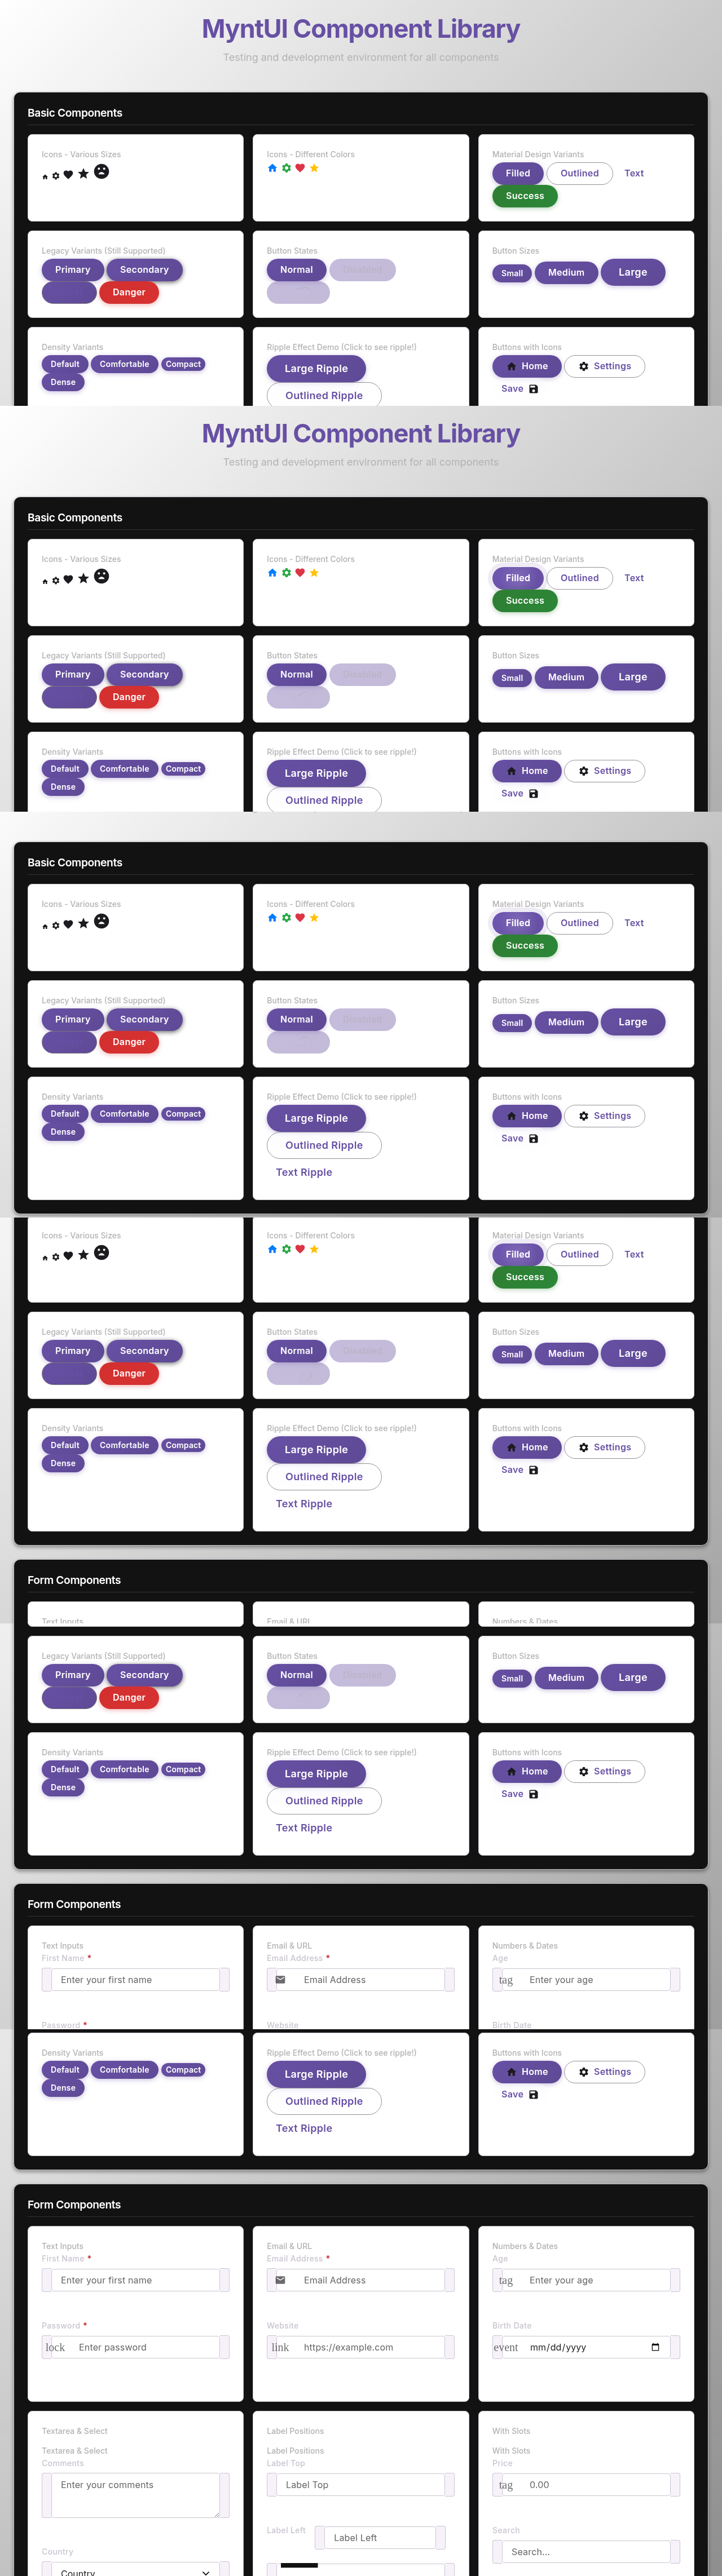 MyntUI Component Library
Testing and development environment for all components
Basic Components
Icons - Various Sizes
Icons - Different Colors
Material Design Variants
Filled Outlined Text
Success
Legacy Variants (Still Supported)
Primary Secondary
Danger
Button States
Normal Disabled
Button Sizes
Small Medium Large
Density Variants
Default Comfortable Compact
Dense
Ripple Effect Demo (Click to see ripple!)
Large Ripple
Outlined Ripple
Buttons with Icons
Home Settings
Save
MyntUI Component Library
Testing and development environment for all components
Basic Components
Icons - Various Sizes
Icons - Different Colors
Material Design Variants
Filled Outlined Text
Success
Legacy Variants (Still Supported)
Primary Secondary
Danger
Button States
Normal Disabled
Button Sizes
Small Medium Large
Density Variants
Default Comfortable Compact
Dense
Ripple Effect Demo (Click to see ripple!)
Large Ripple
Outlined Ripple
Buttons with Icons
Home Settings
Save
Basic Components
Icons - Various Sizes
Icons - Different Colors
Material Design Variants
Filled Outlined Text
Success
Legacy Variants (Still Supported)
Primary Secondary
Danger
Button States
Normal Disabled
Button Sizes
Small Medium Large
Density Variants
Default Comfortable Compact
Dense
Ripple Effect Demo (Click to see ripple!)
Large Ripple
Outlined Ripple
Text Ripple
Buttons with Icons
Home Settings
Save
Icons - Various Sizes
Icons - Different Colors
Material Design Variants
Filled Outlined Text
Success
Legacy Variants (Still Supported)
Primary Secondary
Danger
Button States
Normal Disabled
Button Sizes
Small Medium Large
Density Variants
Default Comfortable Compact
Dense
Ripple Effect Demo (Click to see ripple!)
Large Ripple
Outlined Ripple
Text Ripple
Buttons with Icons
Home Settings
Save
Form Components
Text Inputs
Email & URL
Numbers & Dates
Legacy Variants (Still Supported)
Primary Secondary
Danger
Button States
Normal Disabled
Button Sizes
Small Medium Large
Density Variants
Default Comfortable Compact
Dense
Ripple Effect Demo (Click to see ripple!)
Large Ripple
Outlined Ripple
Text Ripple
Buttons with Icons
Home Settings
Save
Form Components
Text Inputs
First Name *
Enter your first name
Password *
Email & URL
Email Address *
Email Address
Website
Numbers & Dates
Age
tag Enter your age
Birth Date
Density Variants
Default Comfortable Compact
Dense
Ripple Effect Demo (Click to see ripple!)
Large Ripple
Outlined Ripple
Text Ripple
Buttons with Icons
Home Settings
Save
Form Components
Text Inputs
First Name *
Enter your first name
Password *
lock Enter password
Email & URL
Email Address *
Email Address
Website
link https://example.com
Numbers & Dates
Age
tag Enter your age
Birth Date
event mm/dd/yyyy
Textarea & Select
Label Positions
With Slots
Textarea & Select
Comments
Enter your comments
Country
Country
Label Positions
Label Top
Label Top
Label Left Label Left
With Slots
Price
tag 0.00
Search
Search...